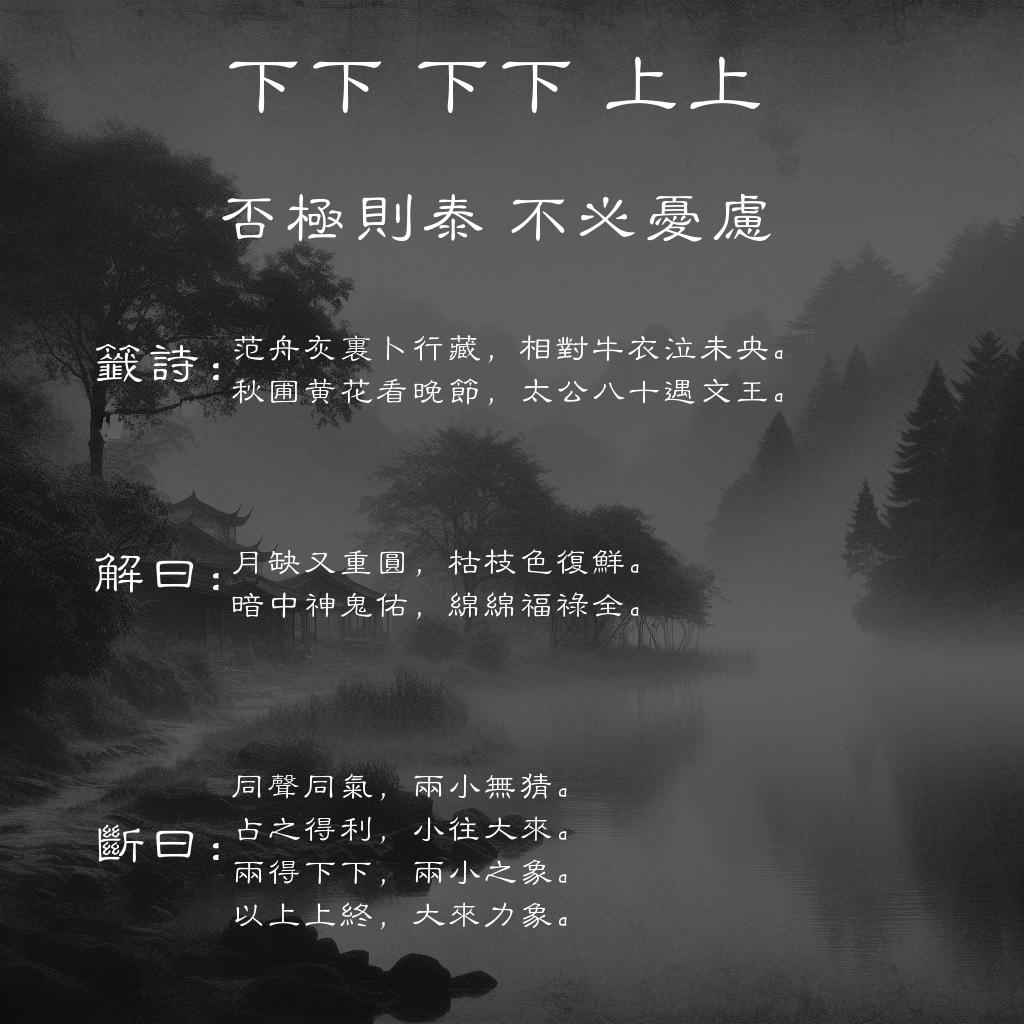 下下 下下 上上
否極則泰 不必憂慮
籤詩：
范舟灰裏卜行藏，相對牛衣泣未央。
秋圃黃花看晚節，太公八十遇文王。
解曰：
月缺又重圓，枯枝色復鮮。
暗中神鬼佑，綿綿福祿全。
斷曰：
同聲同氣，兩小無猜。
占之得利，小往大來。
兩得下下，兩小之象。
以上上終，大來力象。